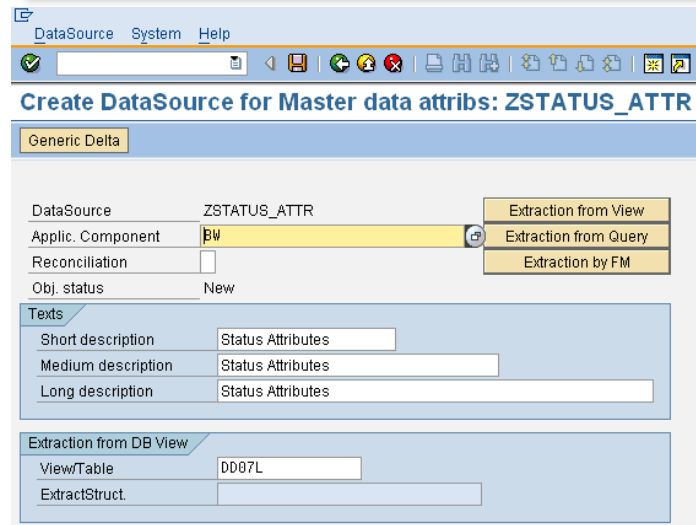 DataSource System Help
Create DataSource for Master data attribs: ZSTATUS_ATTR
Generic Delta
DataSource ZSTATUS_ATTR Extraction from View
Applic. Component BW Extraction from Query
Reconciliation Extraction by FM
Obj. status New
Texts
Short description Status Attributes
Medium description Status Attributes
Long description Status Attributes
Extraction from DB View
View/Table DD07L
ExtractStruct.